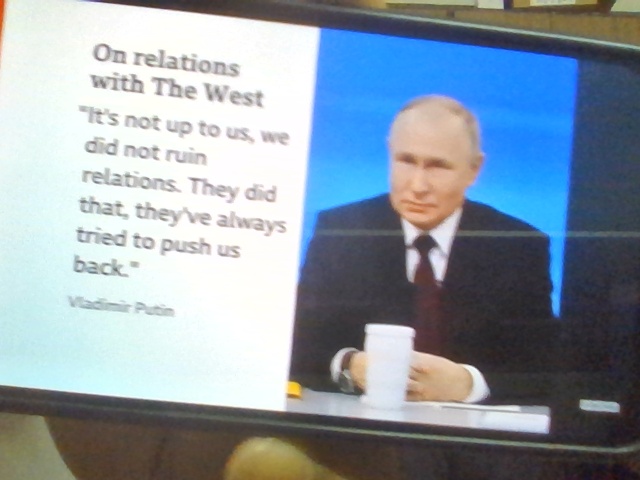 On relations
with The West
"It's not up to us, we
did not ruin
relations. They did
that, they've always
tried to push us
back."
Vladimir Putin